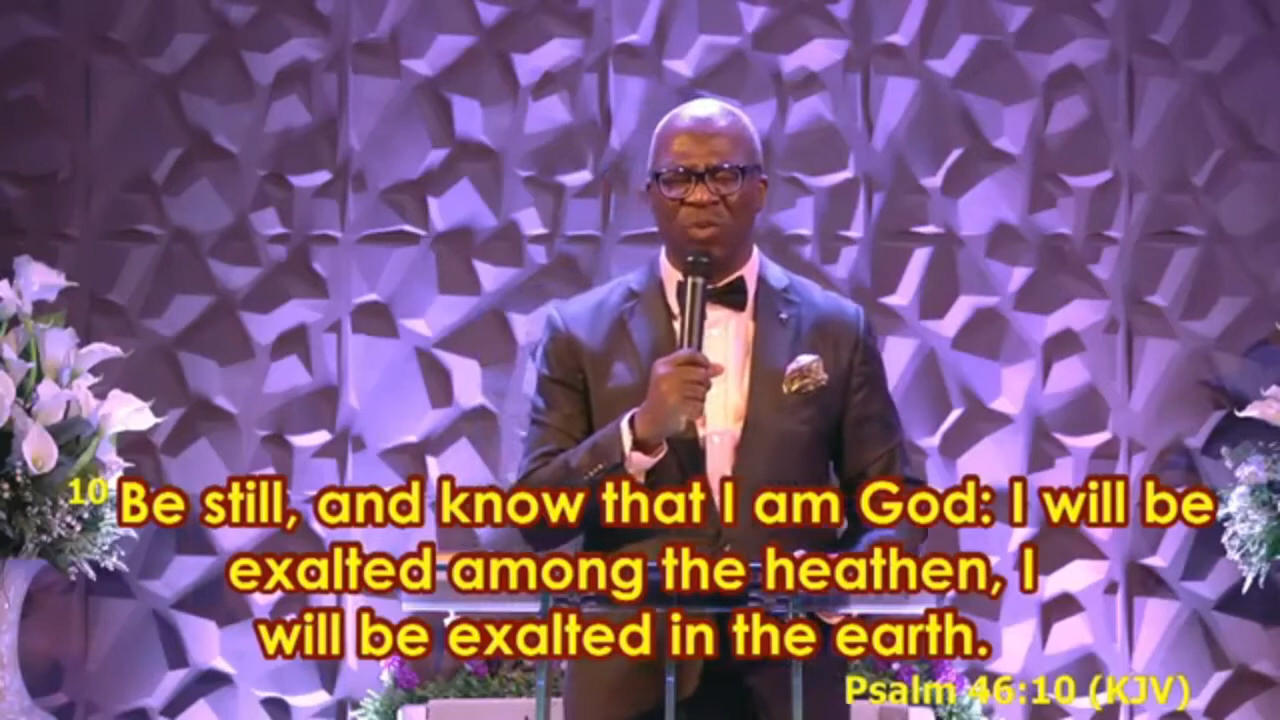 10 Be still, and know that I am God: I will be
exalted among the heathen, I
will be exalted in the earth.
Psalm 46:10 (KJV)